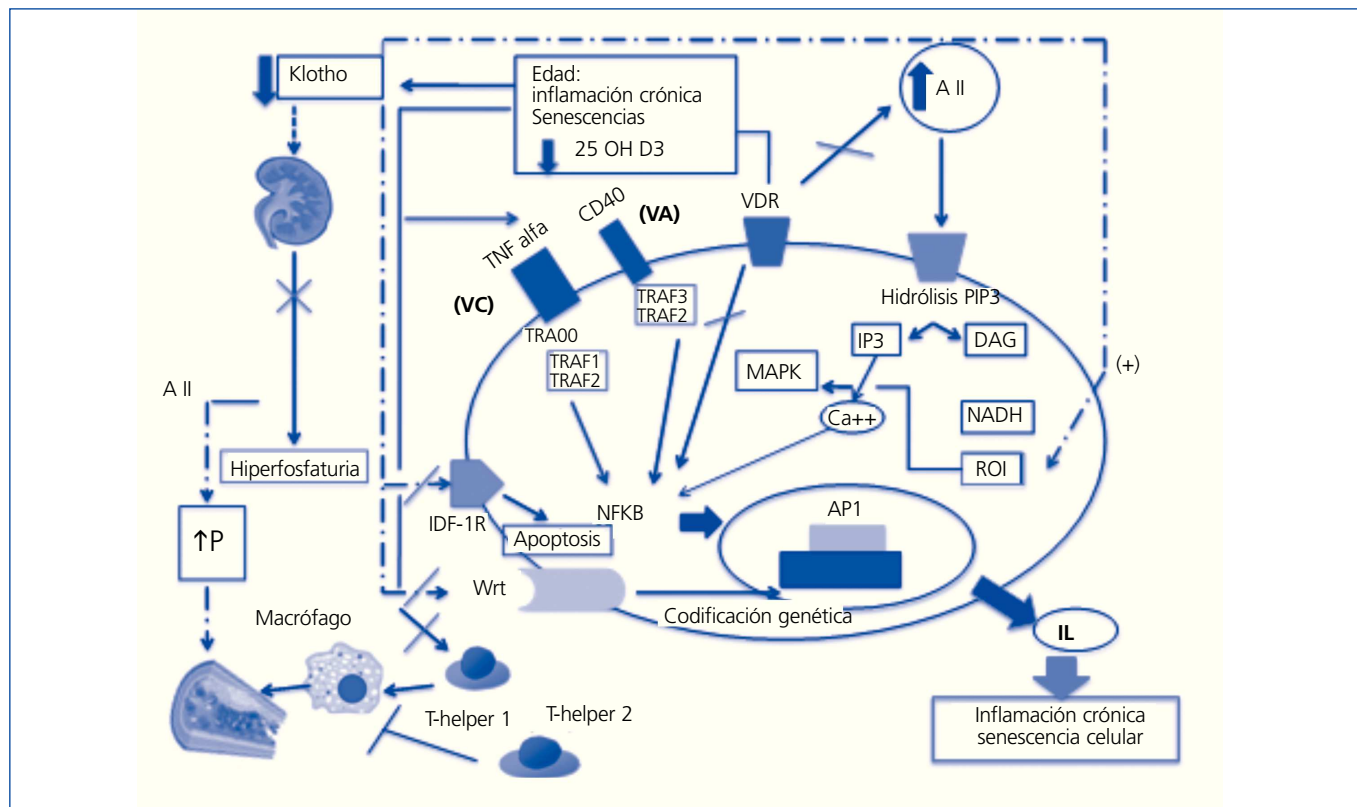 Klotho
Edad:
inflamación crónica
Senescencias
25 OH D3
A II
VDR
CD40
(VA)
TNF alfa
(VC)
TRAF3
TRAF2
TRA00
TRAF1
TRAF2
Hidrólisis PIP3
IP3
DAG
MAPK
Ca++
NADH
ROI
(+)
A II
Hiperfosfaturia
↑P
IDF-1R
Apoptosis
NFKB
AP1
Wrt
Codificación genética
Macrófago
T-helper 1
T-helper 2
IL
Inflamación crónica
senescencia celular